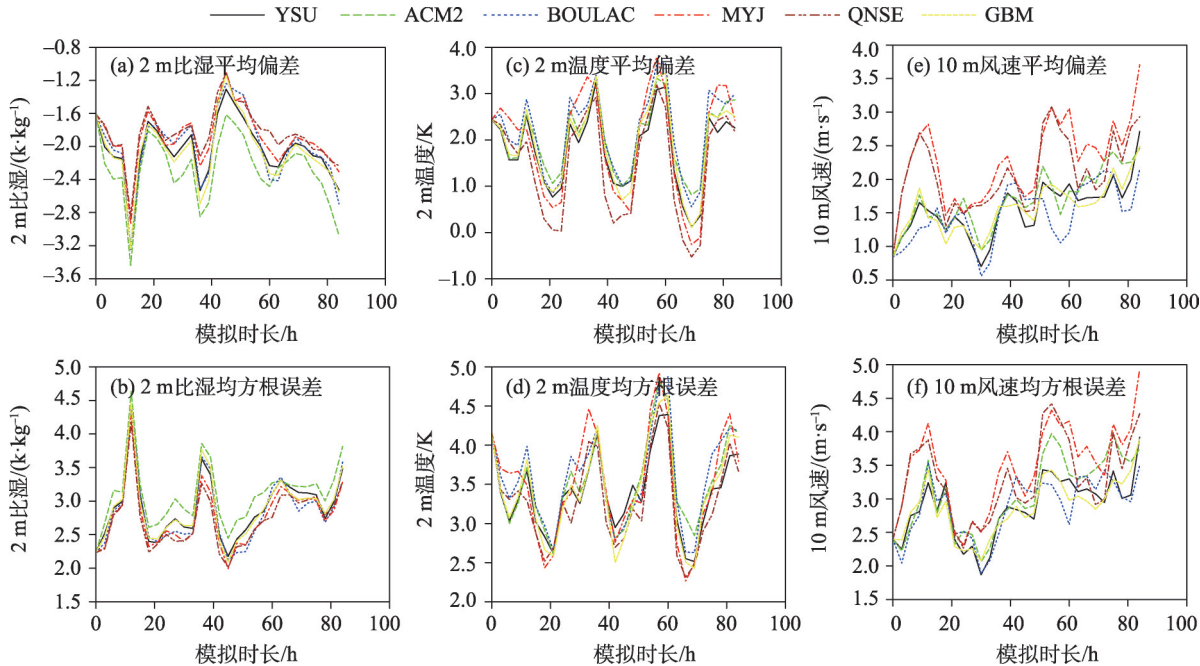 YSU ACM2 BOULAC MYJ QNSE GBM
(a) 2 m比湿平均偏差
2 m比湿/(k·kg⁻¹)
−0.8
−1.2
−1.6
−2.0
−2.4
−2.8
−3.2
−3.6
0 20 40 60 80 100
模拟时长/h
(c) 2 m温度平均偏差
2 m温度/K
4.0
3.0
2.0
1.0
0.0
−1.0
0 20 40 60 80 100
模拟时长/h
(e) 10 m风速平均偏差
10 m风速/(m·s⁻¹)
4.0
3.5
3.0
2.5
2.0
1.5
1.0
0.5
0 20 40 60 80 100
模拟时长/h
(b) 2 m比湿均方根误差
2 m比湿/(k·kg⁻¹)
5.0
4.5
4.0
3.5
3.0
2.5
2.0
1.5
0 20 40 60 80 100
模拟时长/h
(d) 2 m温度均方根误差
2 m温度/K
5.0
4.5
4.0
3.5
3.0
2.5
2.0
0 20 40 60 80 100
模拟时长/h
(f) 10 m风速均方根误差
10 m风速/(m·s⁻¹)
5.0
4.5
4.0
3.5
3.0
2.5
2.0
1.5
0 20 40 60 80 100
模拟时长/h